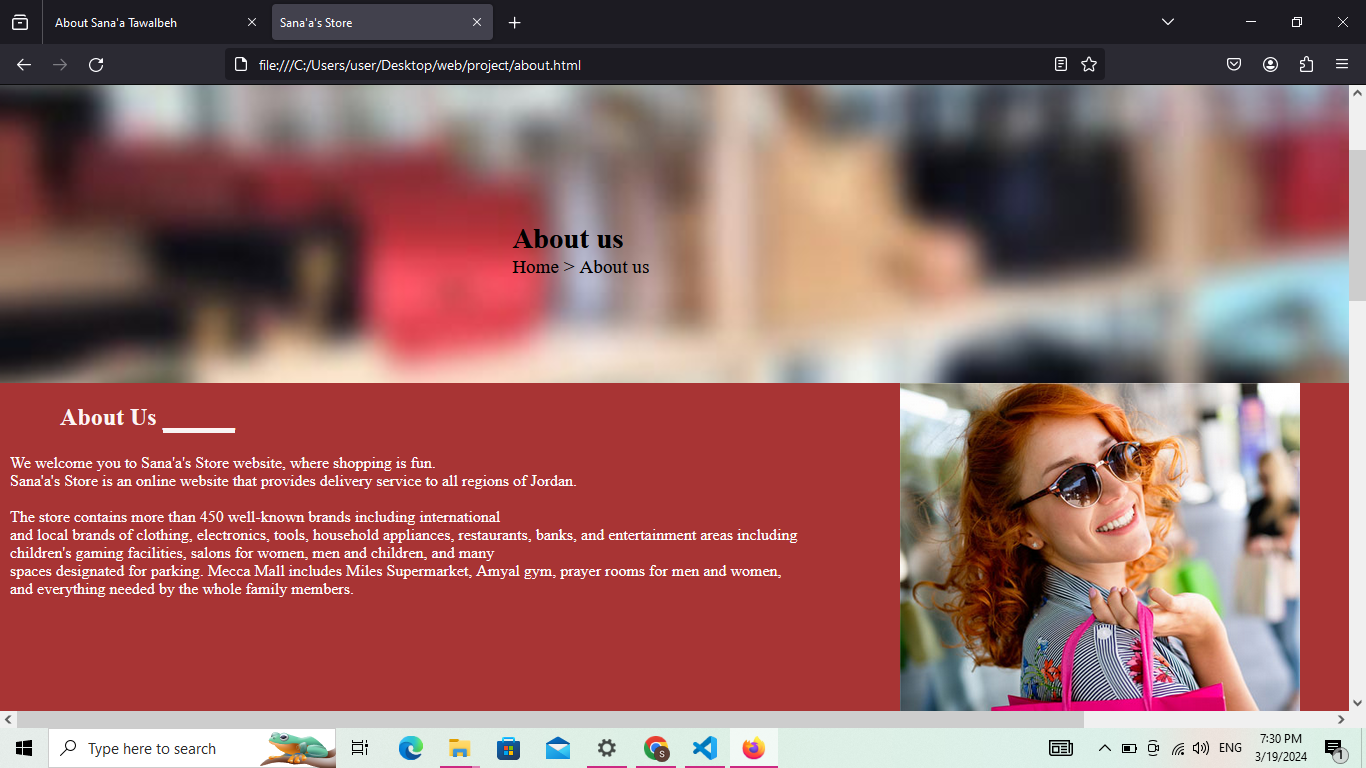 About Sana'a Tawalbeh
Sana'a's Store
file:///C:/Users/user/Desktop/web/project/about.html
About us
Home > About us
About Us
We welcome you to Sana'a's Store website, where shopping is fun.
Sana'a's Store is an online website that provides delivery service to all regions of Jordan.
The store contains more than 450 well-known brands including international
and local brands of clothing, electronics, tools, household appliances, restaurants, banks, and entertainment areas including
children's gaming facilities, salons for women, men and children, and many
spaces designated for parking. Mecca Mall includes Miles Supermarket, Amyal gym, prayer rooms for men and women,
and everything needed by the whole family members.
Type here to search
S
ENG
7:30 PM
3/19/2024
1